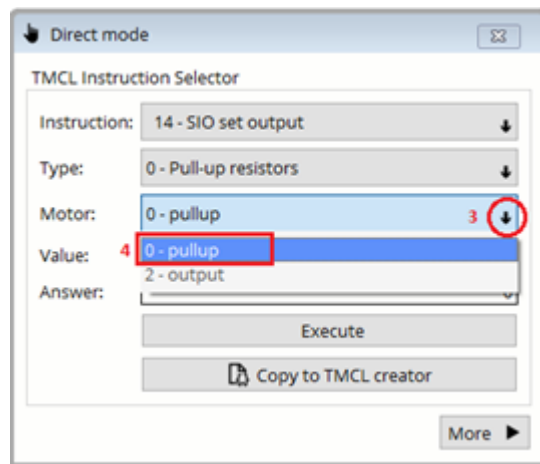 Direct mode
TMCL Instruction Selector
Instruction: 14 - SIO set output
Type: 0 - Pull-up resistors
Motor: 0 - pullup 3
Value: 4 0 - pullup
2 - output
Answer:
Execute
Copy to TMCL creator
More